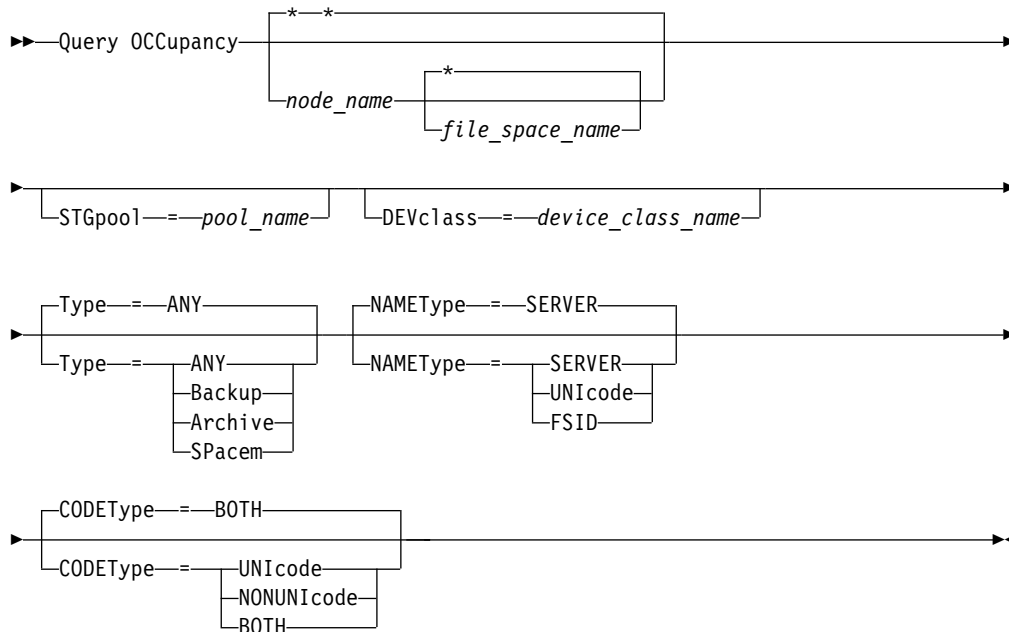 * *
Query OCCupancy
*
node_name
file_space_name
STGpool = pool_name DEVclass = device_class_name
Type = ANY NAMEType = SERVER
Type = ANY NAMEType = SERVER
Backup UNIcode
Archive FSID
SPacem
CODEType = BOTH
CODEType = UNIcode
NONUNIcode
BOTH